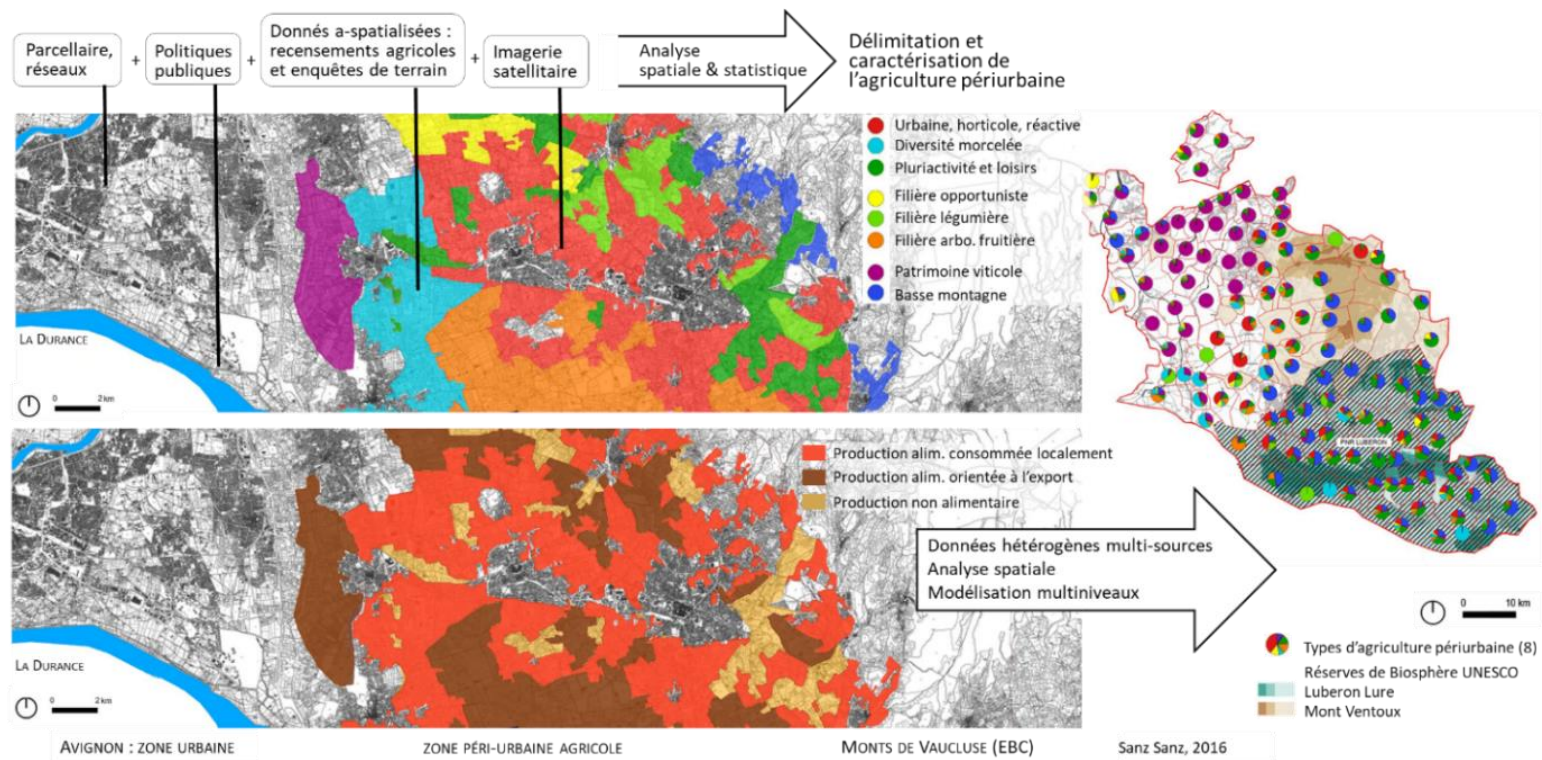 Parcellaire,
réseaux
+
Politiques
publiques
+
Donnés a-spatialisées :
recensements agricoles
et enquêtes de terrain
+
Imagerie
satellitaire
Analyse
spatiale & statistique
Délimitation et
caractérisation de
l'agriculture périurbaine
Urbaine, horticole, réactive
Diversité morcelée
Pluriactivité et loisirs
Filière opportuniste
Filière légumière
Filière arbo. fruitière
Patrimoine viticole
Basse montagne
LA DURANCE
0 2 km
PNR LUBERON
Production alim. consommée localement
Production alim. orientée à l'export
Production non alimentaire
Données hétérogènes multi-sources
Analyse spatiale
Modélisation multiniveaux
0 10 km
Types d'agriculture périurbaine (8)
Réserves de Biosphère UNESCO
Luberon Lure
Mont Ventoux
LA DURANCE
0 2 km
AVIGNON : ZONE URBAINE
ZONE PÉRI-URBAINE AGRICOLE
MONTS DE VAUCLUSE (EBC)
Sanz Sanz, 2016